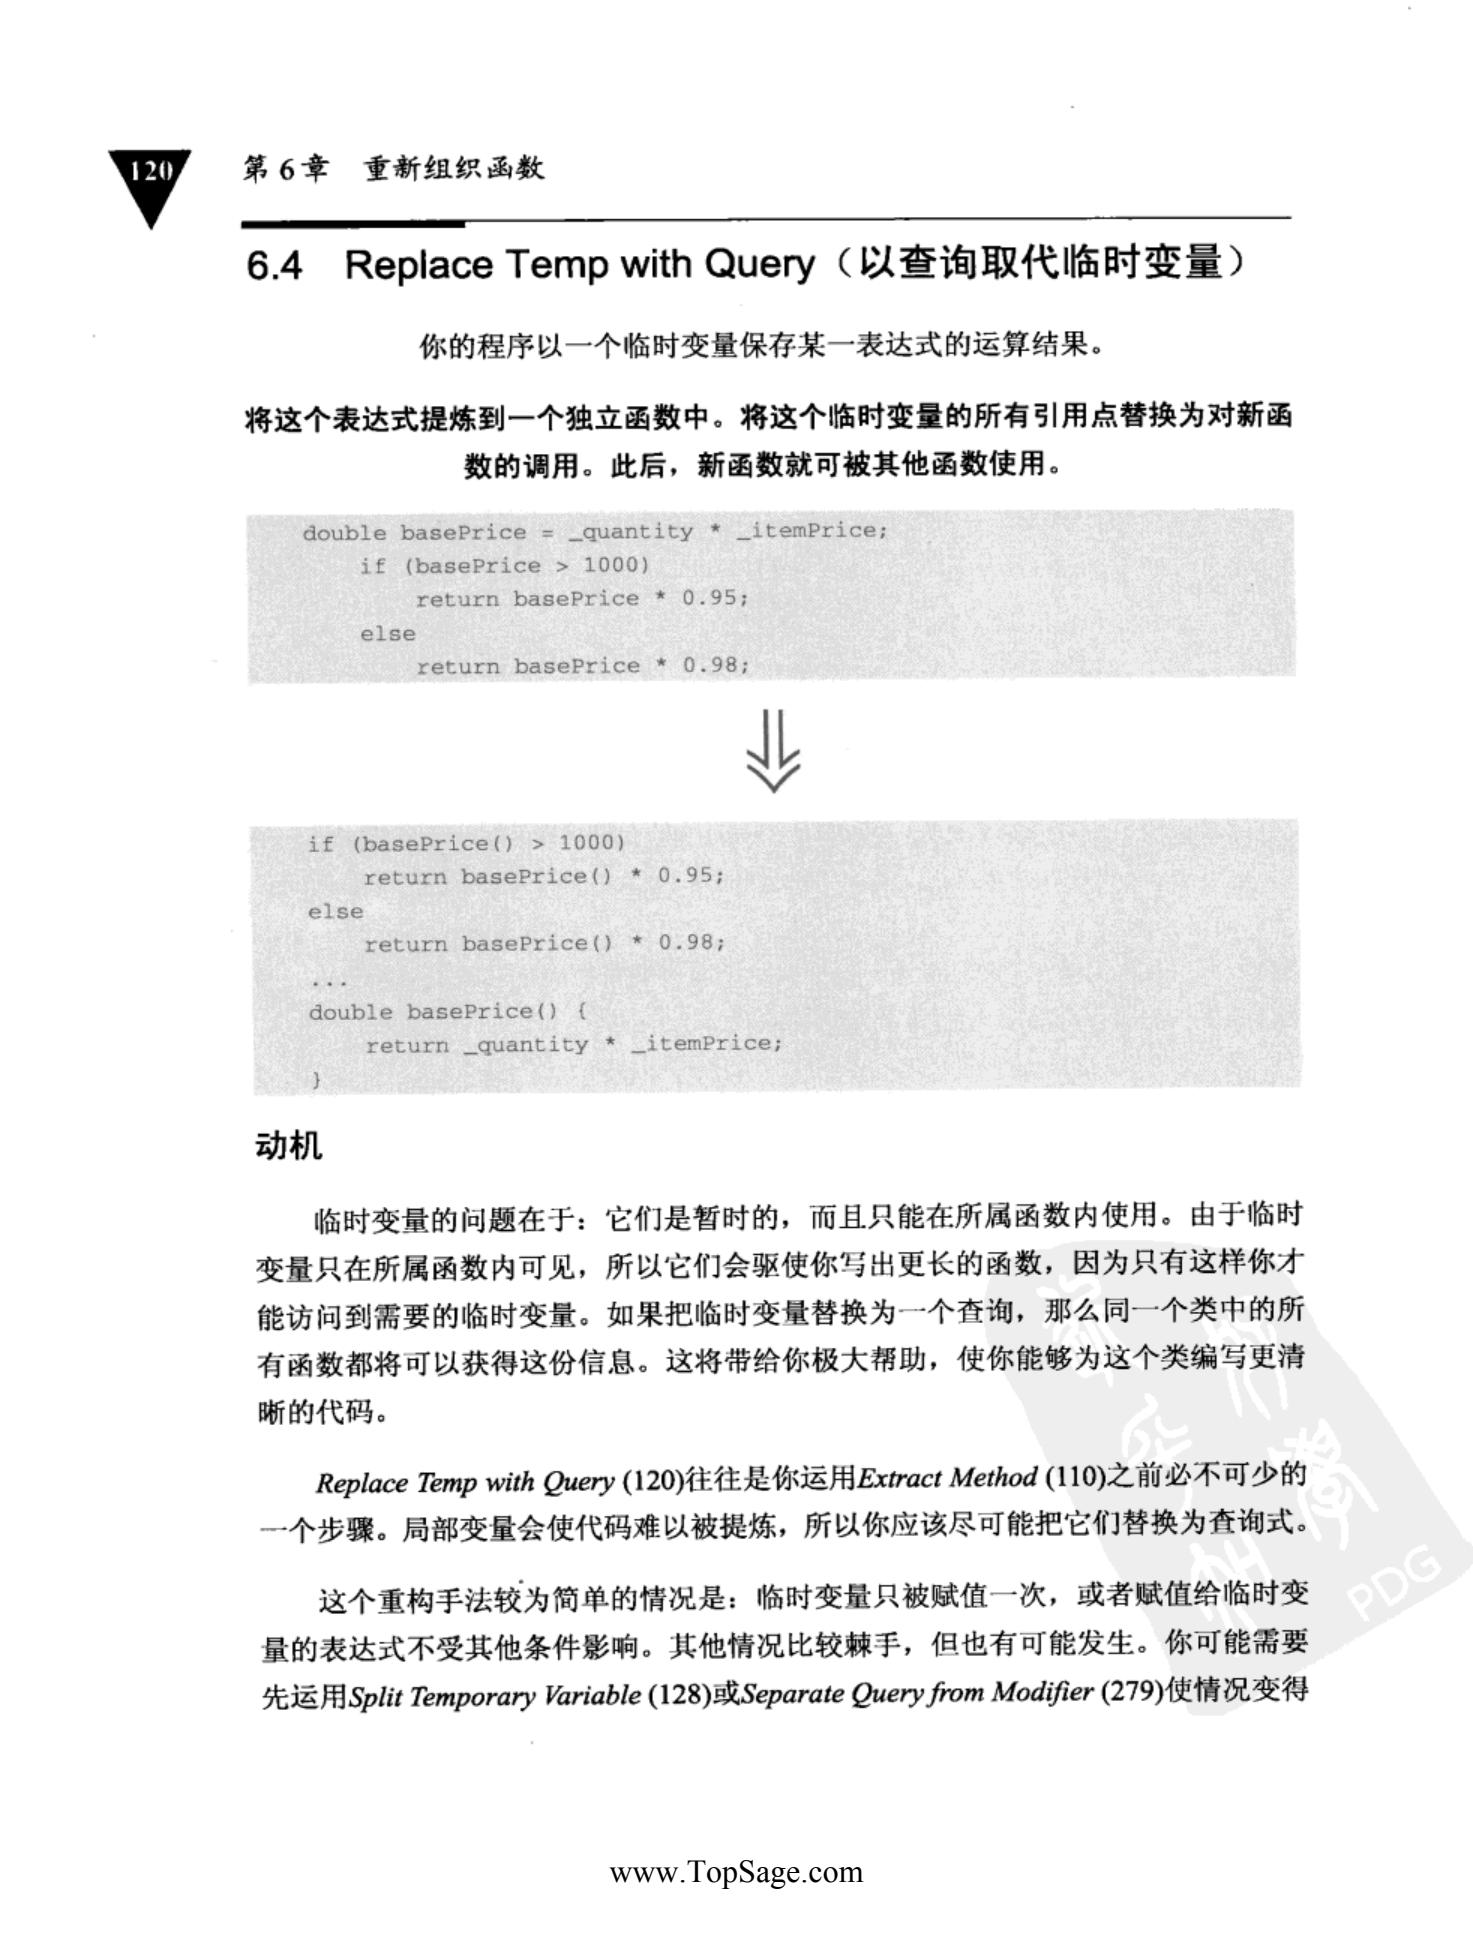 120
第 6 章　重新组织函数
6.4　Replace Temp with Query（以查询取代临时变量）
你的程序以一个临时变量保存某一表达式的运算结果。
将这个表达式提炼到一个独立函数中。将这个临时变量的所有引用点替换为对新函
数的调用。此后，新函数就可被其他函数使用。
double basePrice = _quantity * _itemPrice;
if (basePrice > 1000)
return basePrice * 0.95;
else
return basePrice * 0.98;
if (basePrice() > 1000)
return basePrice() * 0.95;
else
return basePrice() * 0.98;
...
double basePrice() {
return _quantity * _itemPrice;
}
动机
临时变量的问题在于：它们是暂时的，而且只能在所属函数内使用。由于临时
变量只在所属函数内可见，所以它们会驱使你写出更长的函数，因为只有这样你才
能访问到需要的临时变量。如果把临时变量替换为一个查询，那么同一个类中的所
有函数都将可以获得这份信息。这将带给你极大帮助，使你能够为这个类编写更清
晰的代码。
Replace Temp with Query (120)往往是你运用Extract Method (110)之前必不可少的
一个步骤。局部变量会使代码难以被提炼，所以你应该尽可能把它们替换为查询式。
这个重构手法较为简单的情况是：临时变量只被赋值一次，或者赋值给临时变
量的表达式不受其他条件影响。其他情况比较棘手，但也有可能发生。你可能需要
先运用Split Temporary Variable (128)或Separate Query from Modifier (279)使情况变得
PDG
www.TopSage.com